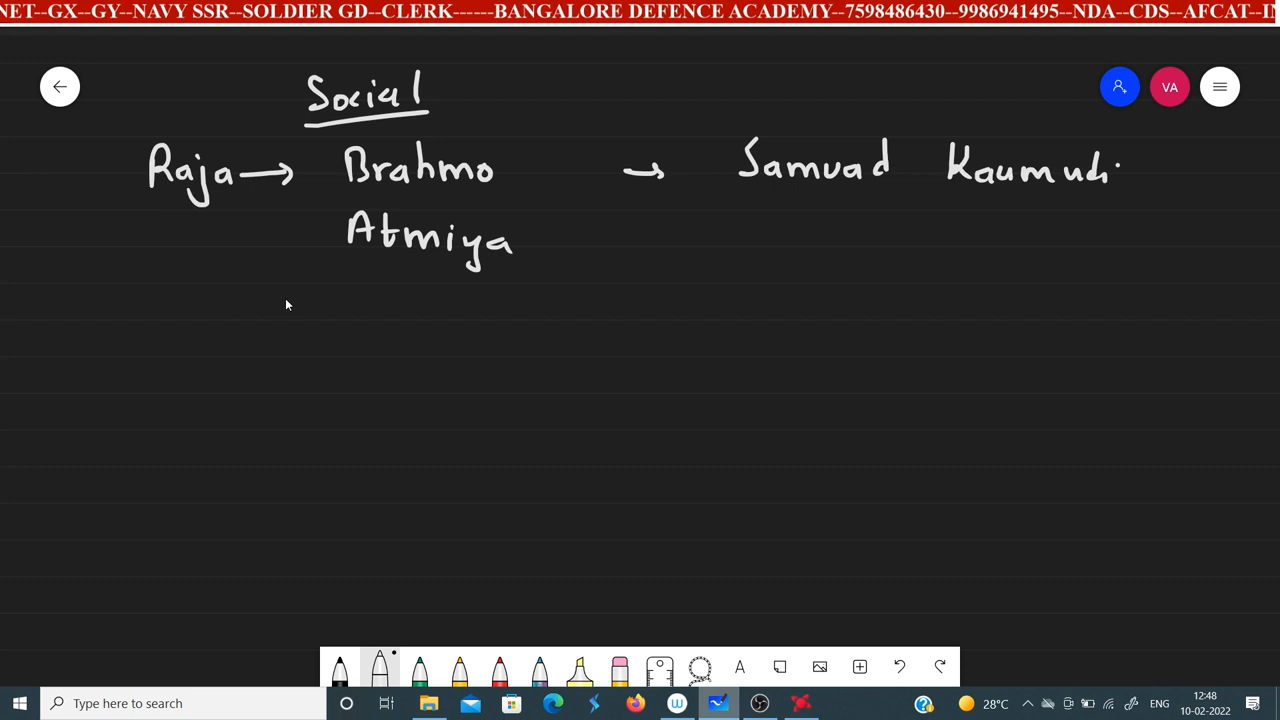 NET--GX--GY--NAVY SSR--SOLDIER GD--CLERK------BANGALORE DEFENCE ACADEMY--7598486430--9986941495--NDA--CDS--AFCAT--IN
VA
Social
Raja → Brahmo → Samvad Kaumudi
Atmiya
A
Type here to search
28°C
ENG
12:48
10-02-2022